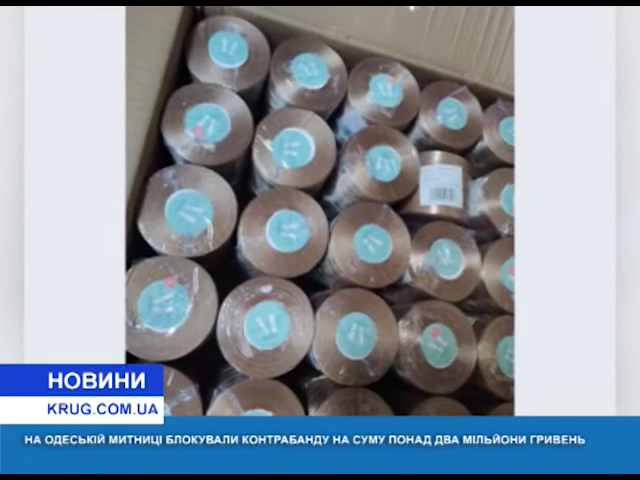 НОВИНИ
KRUG.COM.UA
НА ОДЕСЬКІЙ МИТНИЦІ БЛОКУВАЛИ КОНТРАБАНДУ НА СУМУ ПОНАД ДВА МІЛЬЙОНИ ГРИВЕНЬ